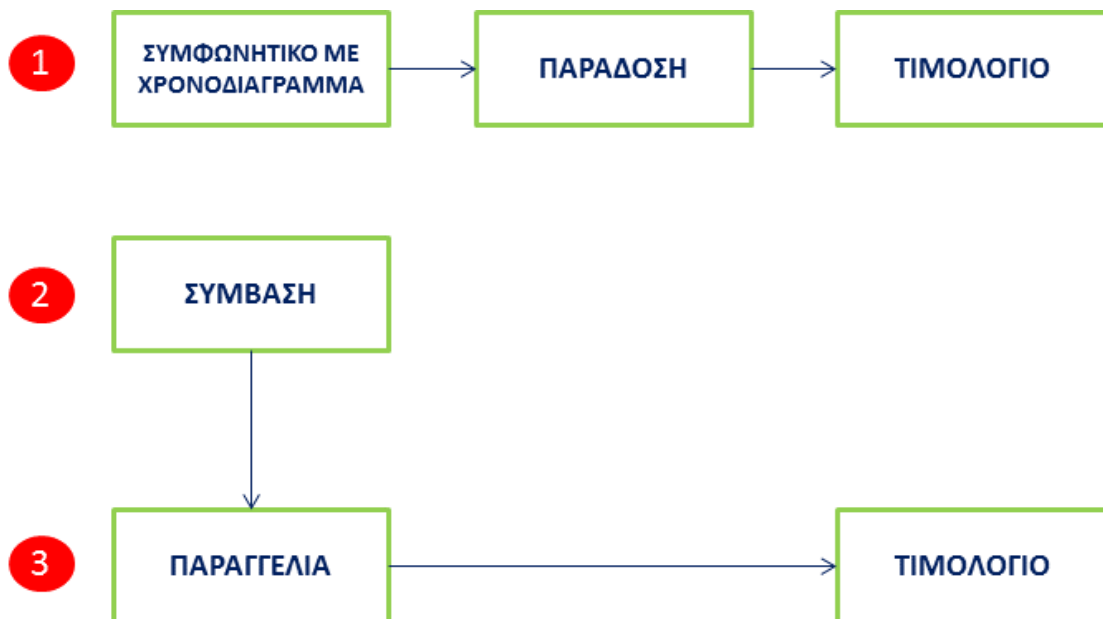 1
ΣΥΜΦΩΝΗΤΙΚΟ ΜΕ
ΧΡΟΝΟΔΙΑΓΡΑΜΜΑ
ΠΑΡΑΔΟΣΗ
ΤΙΜΟΛΟΓΙΟ
2
ΣΥΜΒΑΣΗ
3
ΠΑΡΑΓΓΕΛΙΑ
ΤΙΜΟΛΟΓΙΟ